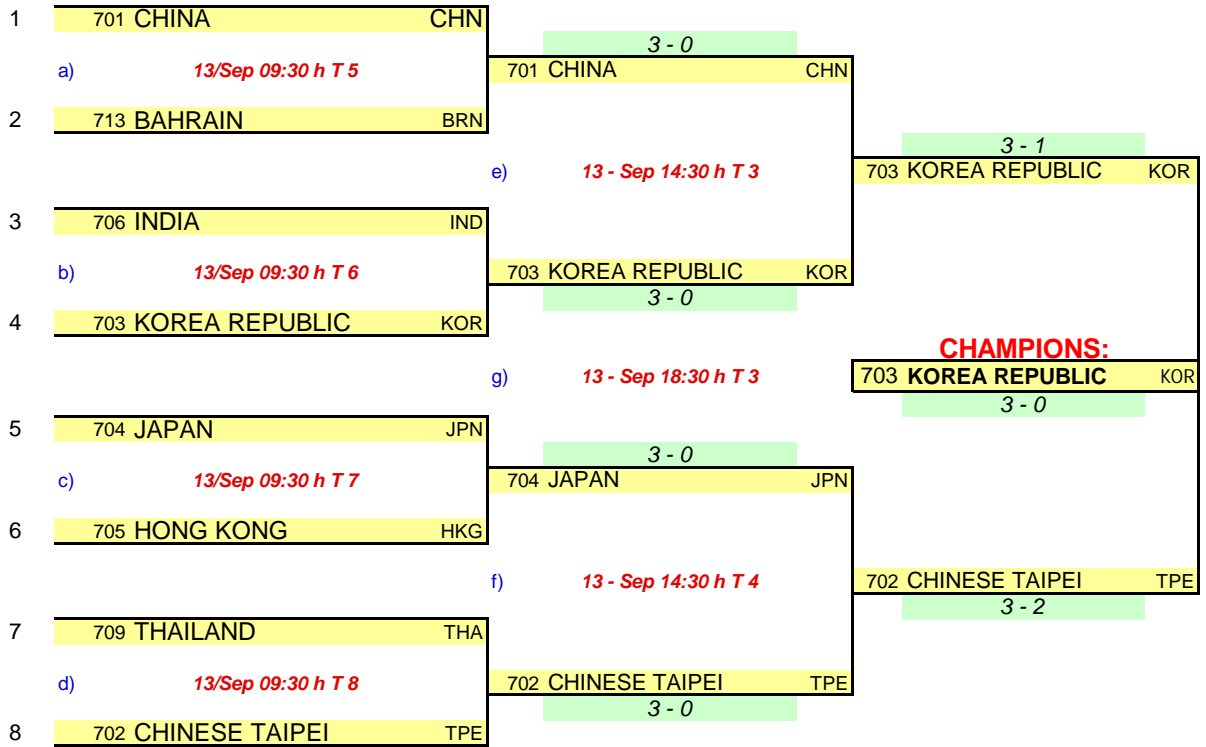 1 701 CHINA CHN
3 - 0
a) 13/Sep 09:30 h T 5 701 CHINA CHN
2 713 BAHRAIN BRN
3 - 1
e) 13 - Sep 14:30 h T 3 703 KOREA REPUBLIC KOR
3 706 INDIA IND
b) 13/Sep 09:30 h T 6 703 KOREA REPUBLIC KOR
3 - 0
4 703 KOREA REPUBLIC KOR
CHAMPIONS:
g) 13 - Sep 18:30 h T 3 703 KOREA REPUBLIC KOR
3 - 0
5 704 JAPAN JPN
3 - 0
c) 13/Sep 09:30 h T 7 704 JAPAN JPN
6 705 HONG KONG HKG
f) 13 - Sep 14:30 h T 4 702 CHINESE TAIPEI TPE
3 - 2
7 709 THAILAND THA
d) 13/Sep 09:30 h T 8 702 CHINESE TAIPEI TPE
3 - 0
8 702 CHINESE TAIPEI TPE